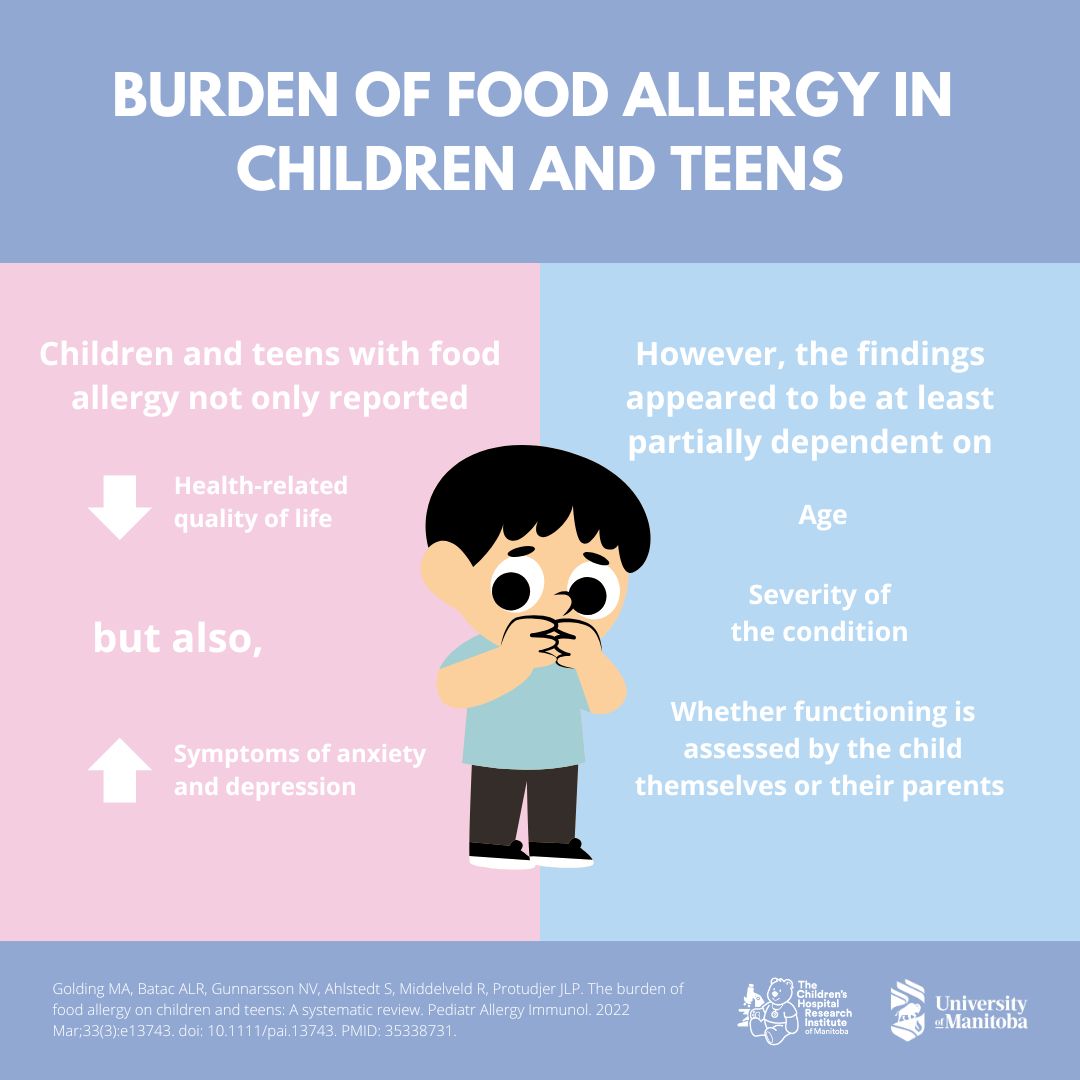 BURDEN OF FOOD ALLERGY IN
CHILDREN AND TEENS
Children and teens with food
allergy not only reported
Health-related
quality of life
but also,
Symptoms of anxiety
and depression
However, the findings
appeared to be at least
partially dependent on
Age
Severity of
the condition
Whether functioning is
assessed by the child
themselves or their parents
Golding MA, Batac ALR, Gunnarsson NV, Ahlstedt S, Middelveld R, Protudjer JLP. The burden of
food allergy on children and teens: A systematic review. Pediatr Allergy Immunol. 2022
Mar;33(3):e13743. doi: 10.1111/pai.13743. PMID: 35338731.
The
Children's
Hospital
Research
Institute
of Manitoba
University
of Manitoba